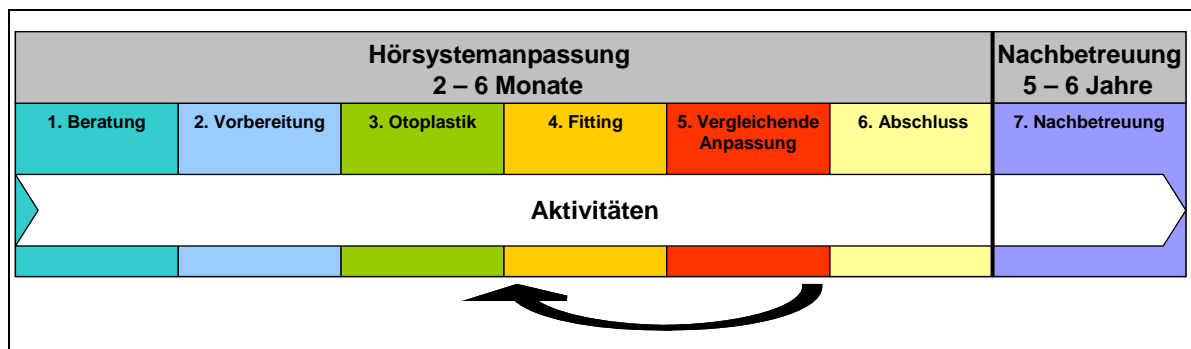 Hörsystemanpassung
2 – 6 Monate
Nachbetreuung
5 – 6 Jahre
1. Beratung
2. Vorbereitung
3. Otoplastik
4. Fitting
5. Vergleichende
Anpassung
6. Abschluss
7. Nachbetreuung
Aktivitäten